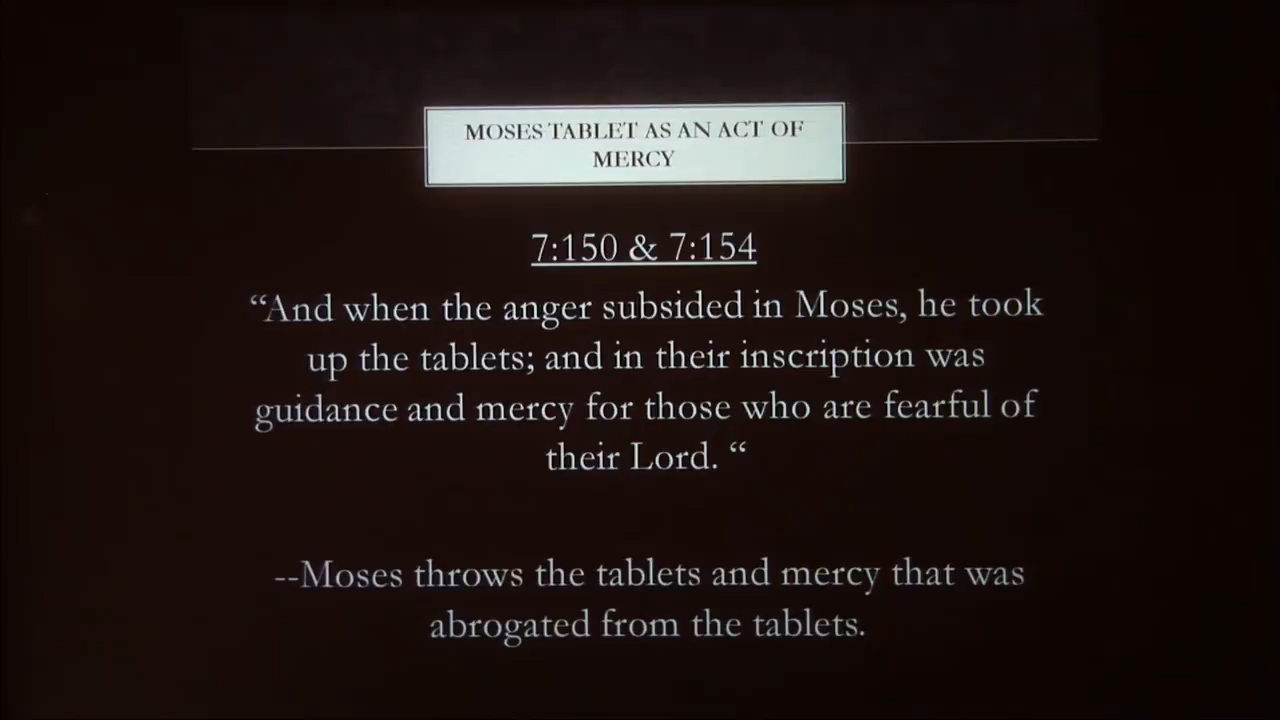 MOSES TABLET AS AN ACT OF
MERCY
7:150 & 7:154
“And when the anger subsided in Moses, he took
up the tablets; and in their inscription was
guidance and mercy for those who are fearful of
their Lord. “
--Moses throws the tablets and mercy that was
abrogated from the tablets.